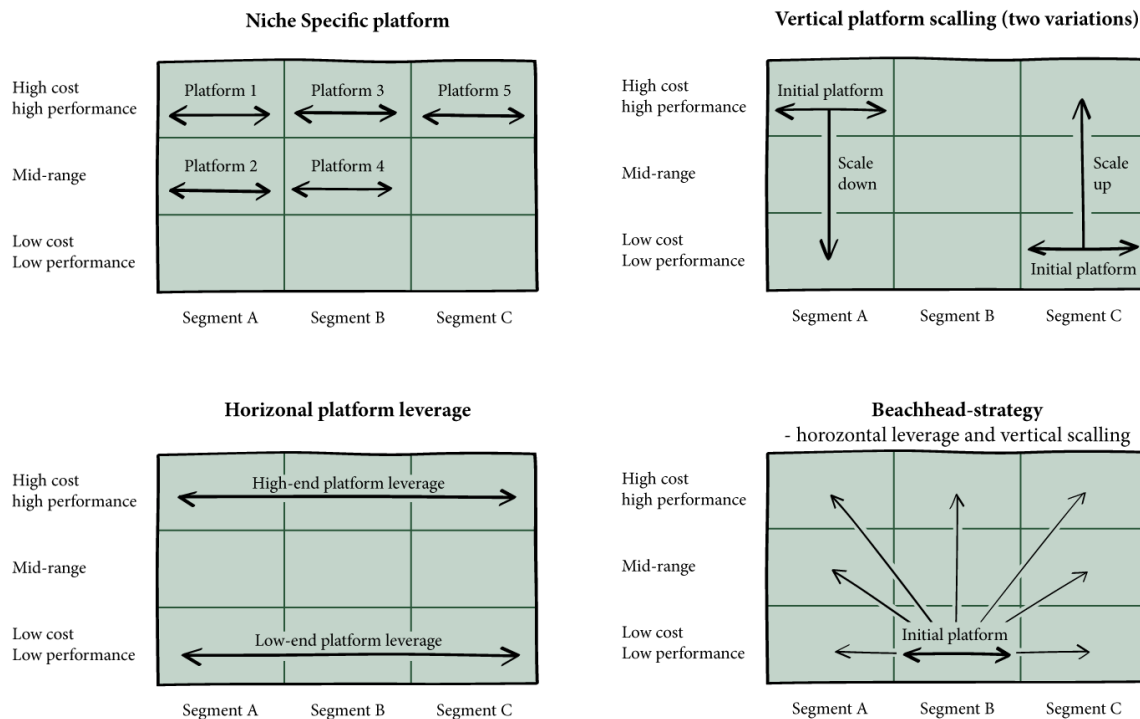 Niche Specific platform
High cost
high performance
Mid-range
Low cost
Low performance
Platform 1
Platform 3
Platform 5
Platform 2
Platform 4
Segment A
Segment B
Segment C
Vertical platform scalling (two variations)
High cost
high performance
Mid-range
Low cost
Low performance
Initial platform
Scale
down
Scale
up
Initial platform
Segment A
Segment B
Segment C
Horizonal platform leverage
High cost
high performance
Mid-range
Low cost
Low performance
High-end platform leverage
Low-end platform leverage
Segment A
Segment B
Segment C
Beachhead-strategy
- horozontal leverage and vertical scalling
High cost
high performance
Mid-range
Low cost
Low performance
Initial platform
Segment A
Segment B
Segment C